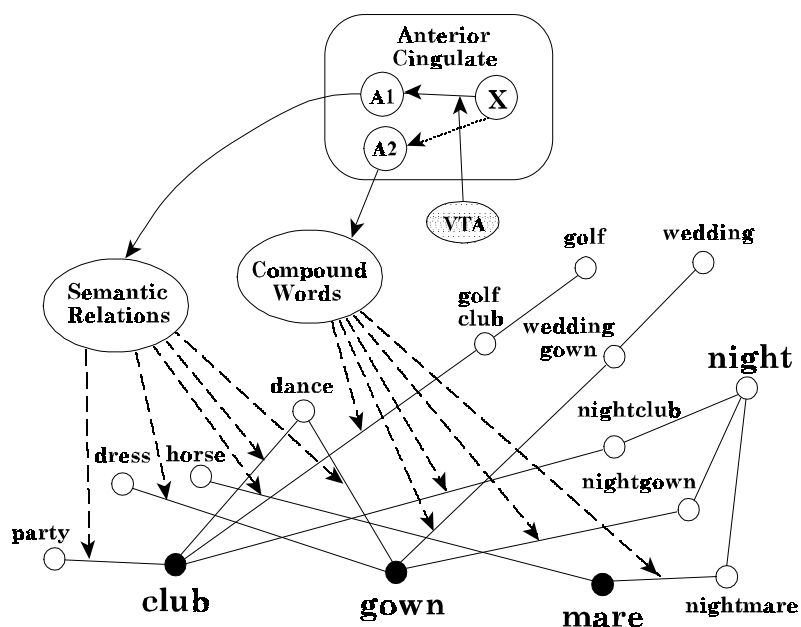 Anterior
Cingulate
A1
X
A2
VTA
golf
wedding
Compound
Words
Semantic
Relations
golf
club
wedding
gown
night
dance
nightclub
dress
horse
nightgown
party
club
gown
mare
nightmare